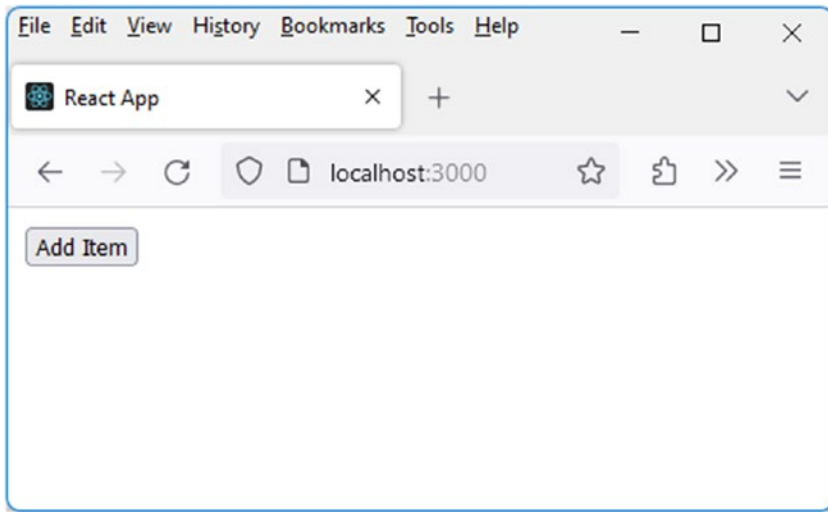 File Edit View History Bookmarks Tools Help
React App
localhost:3000
Add Item